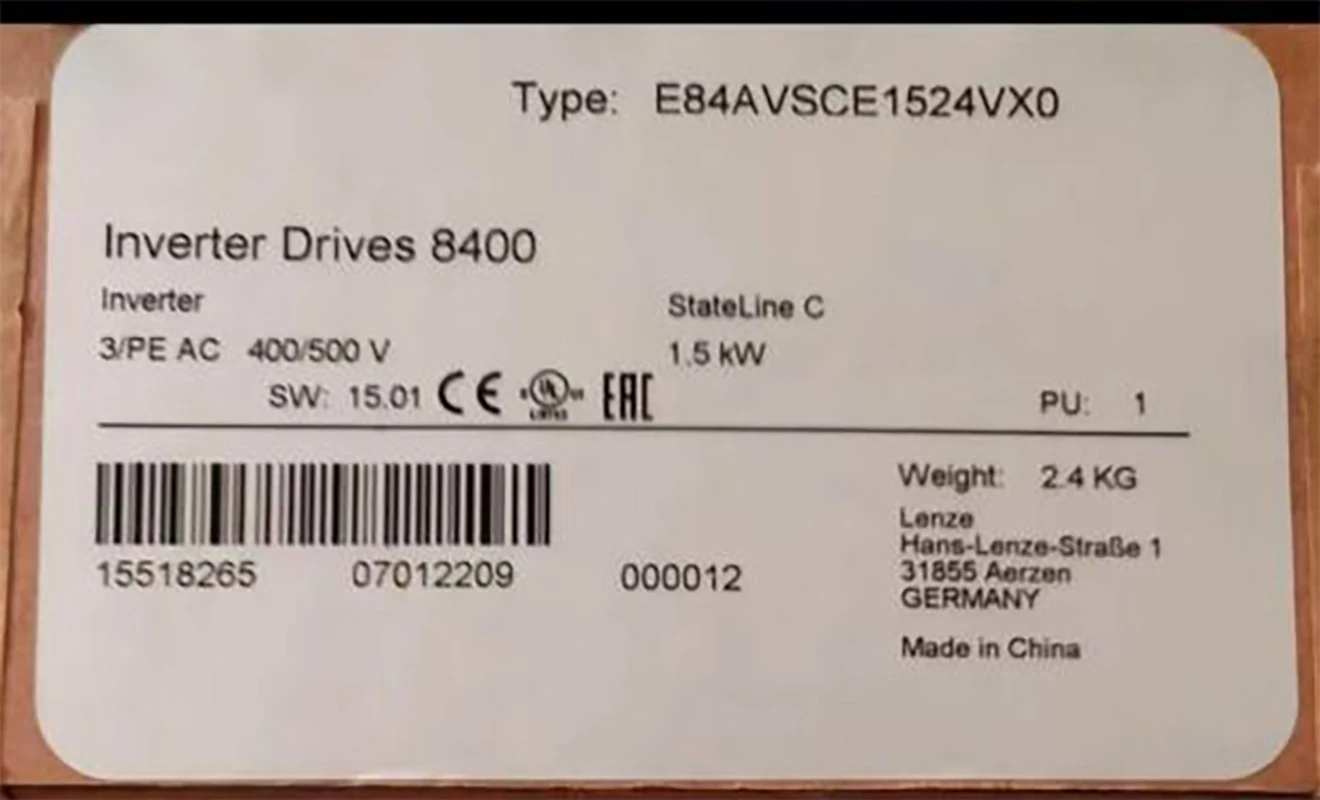 Type: E84AVSCE1524VX0
Inverter Drives 8400
Inverter StateLine C
3/PE AC 400/500 V 1.5 kW
SW: 15.01 CE UL LISTED EAC PU: 1
15518265 07012209 000012
Weight: 2.4 KG
Lenze
Hans-Lenze-Straße 1
31855 Aerzen
GERMANY
Made in China